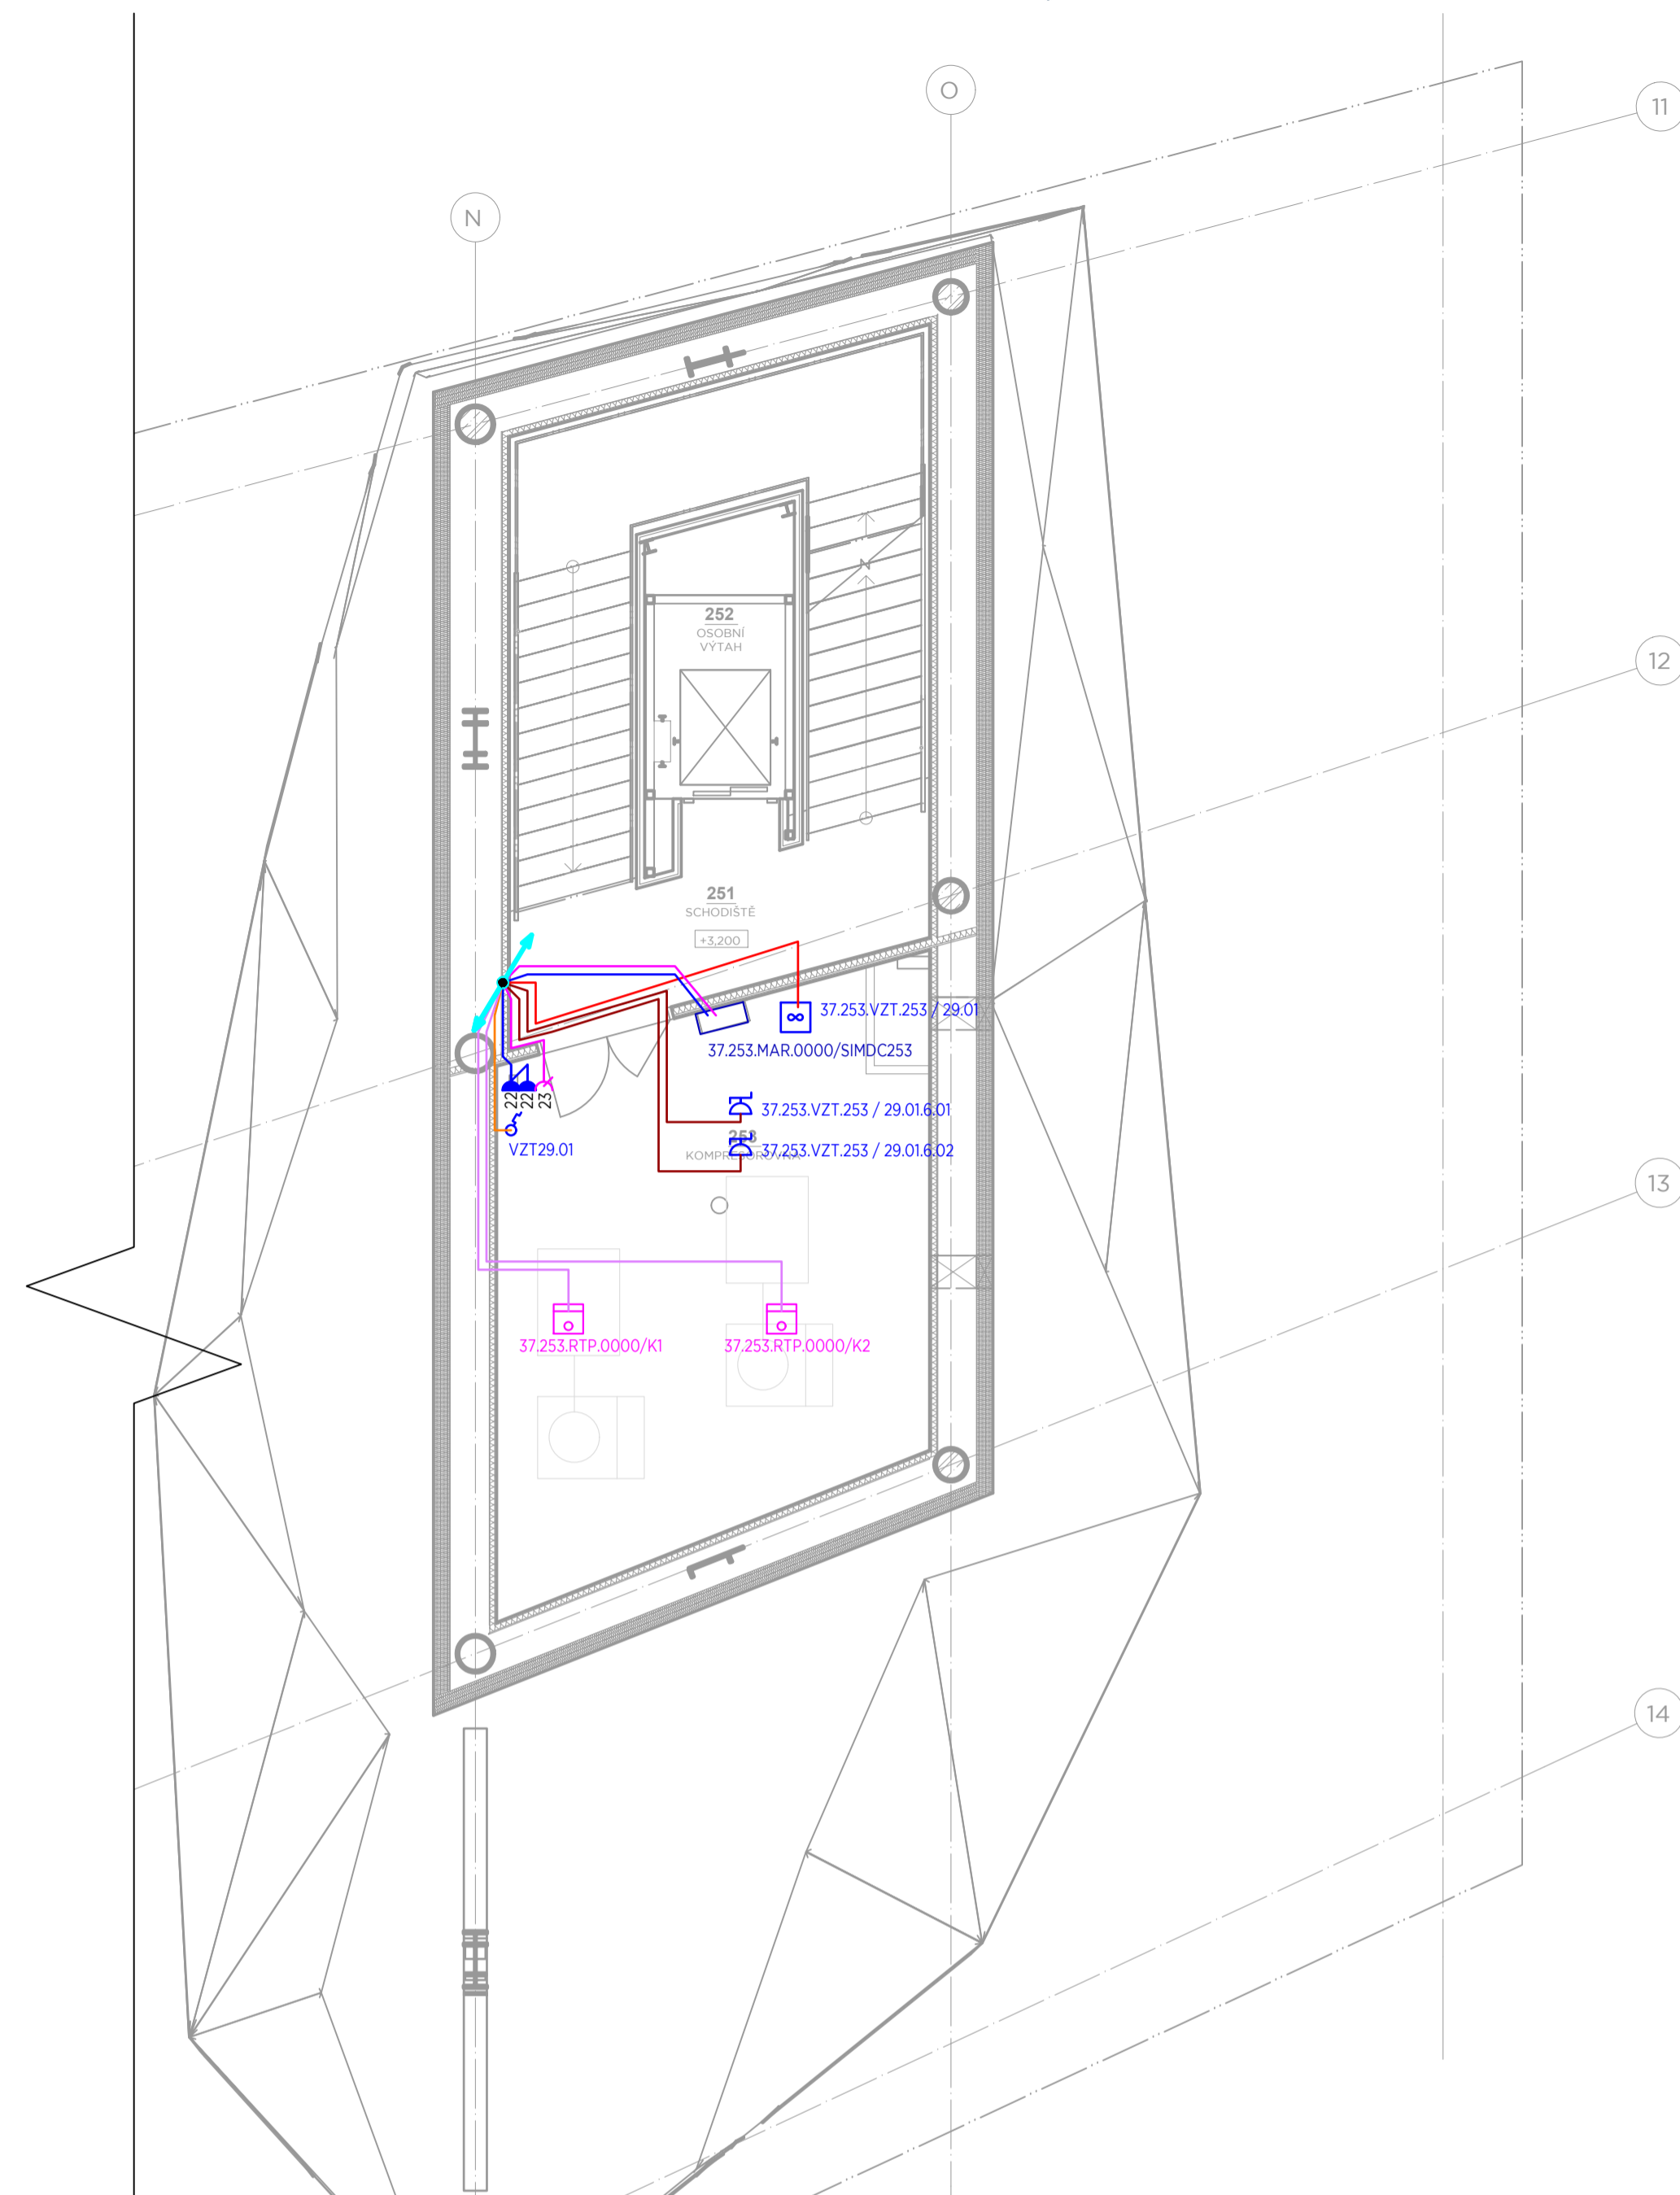 O
11
N
252
OSOBNÍ
VÝTAH
N
12
251
SCHODIŠTĚ
+3,200
37.253.VZT.253 / 29.01
37.253.MAR.0000/SIMDC253
22
22
23
37.253.VZT.253 / 29.01.6.01
253
37.253.VZT.253 / 29.01.6.02
VZT29.01
KOMPRESOROVNA
13
37.253.RTP.0000/K1
37.253.RTP.0000/K2
14